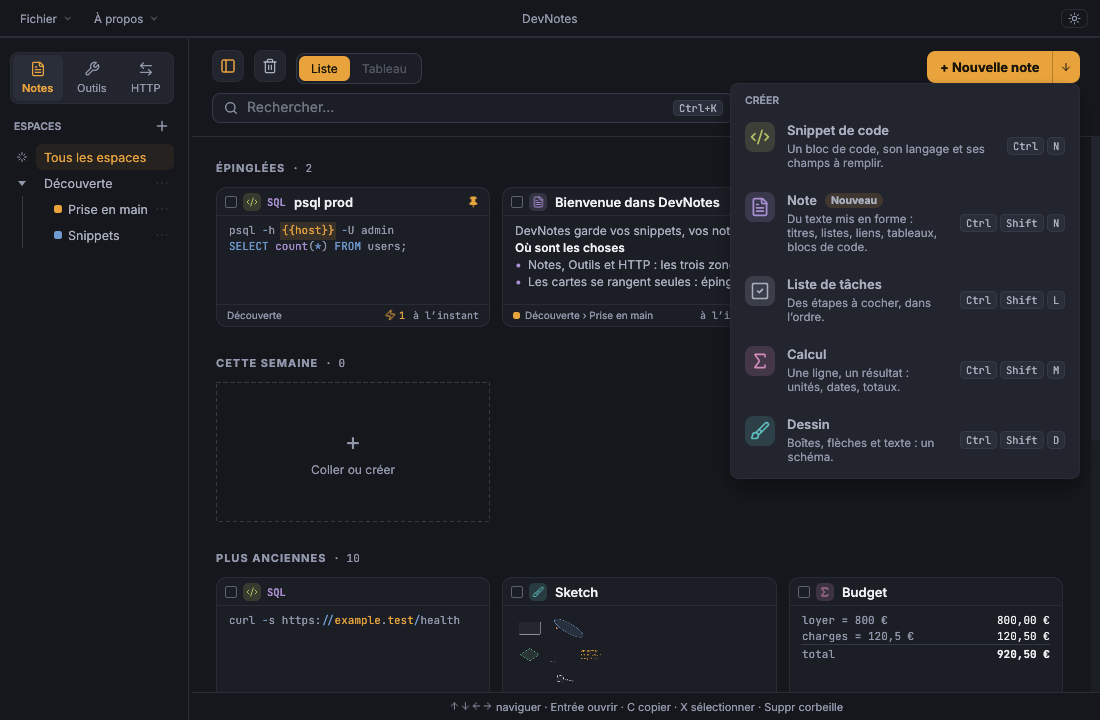 Fichier
À propos
DevNotes
Notes
Outils
HTTP
ESPACES
Tous les espaces
Découverte
Prise en main
Snippets
Liste
Tableau
+ Nouvelle note
Rechercher...
Ctrl+K
CRÉER
Snippet de code
Un bloc de code, son langage et ses
champs à remplir.
Ctrl N
Note Nouveau
Du texte mis en forme :
titres, listes, liens, tableaux,
blocs de code.
Ctrl Shift N
Liste de tâches
Des étapes à cocher, dans
l'ordre.
Ctrl Shift L
Calcul
Une ligne, un résultat :
unités, dates, totaux.
Ctrl Shift M
Dessin
Boîtes, flèches et texte : un
schéma.
Ctrl Shift D
ÉPINGLÉES · 2
SQL psql prod
psql -h {{host}} -U admin
SELECT count(*) FROM users;
Découverte
1 à l'instant
Bienvenue dans DevNotes
DevNotes garde vos snippets, vos not
Où sont les choses
• Notes, Outils et HTTP : les trois zon
• Les cartes se rangent seules : éping
Découverte › Prise en main
à l'i
CETTE SEMAINE · 0
+
Coller ou créer
PLUS ANCIENNES · 10
SQL
curl -s https://example.test/health
Sketch
Budget
loyer = 800 € 800,00 €
charges = 120,5 € 120,50 €
total 920,50 €
↑↓←→ naviguer · Entrée ouvrir · C copier · X sélectionner · Suppr corbeille